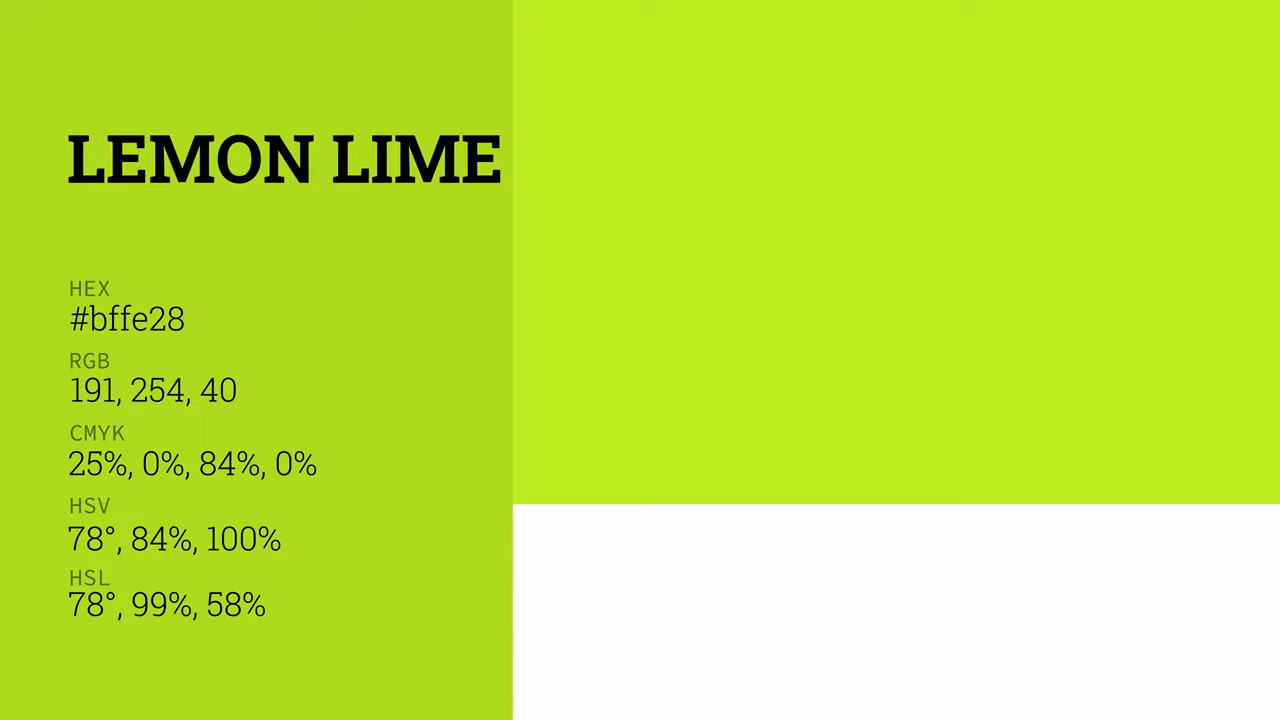 LEMON LIME
HEX
#bffe28
RGB
191, 254, 40
CMYK
25%, 0%, 84%, 0%
HSV
78°, 84%, 100%
HSL
78°, 99%, 58%